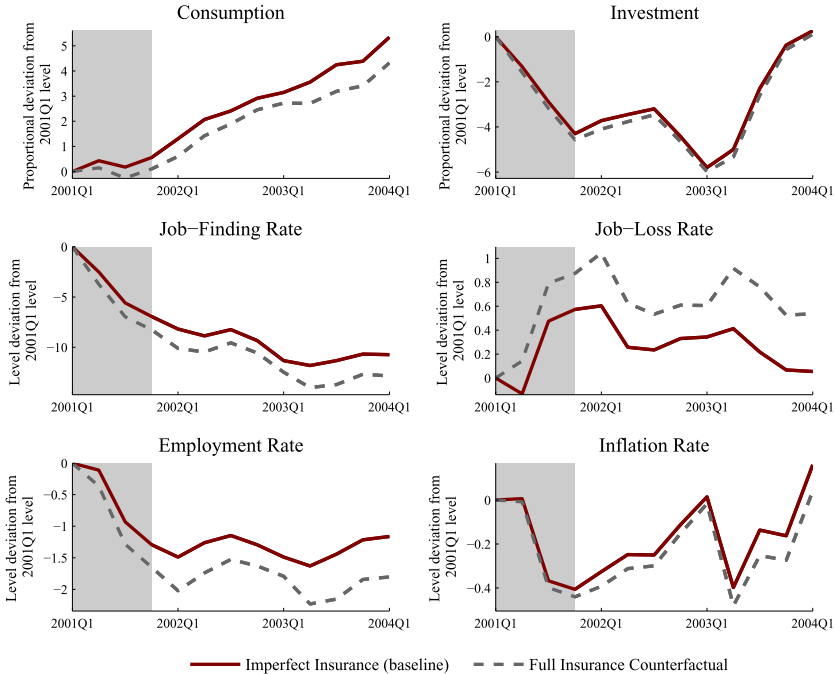 Consumption
Proportional deviation from
2001Q1 level
5
4
3
2
1
0
2001Q1 2002Q1 2003Q1 2004Q1
Investment
Proportional deviation from
2001Q1 level
0
−2
−4
−6
2001Q1 2002Q1 2003Q1 2004Q1
Job−Finding Rate
Level deviation from
2001Q1 level
0
−5
−10
2001Q1 2002Q1 2003Q1 2004Q1
Job−Loss Rate
Level deviation from
2001Q1 level
1
0.8
0.6
0.4
0.2
0
2001Q1 2002Q1 2003Q1 2004Q1
Employment Rate
Level deviation from
2001Q1 level
0
−0.5
−1
−1.5
−2
2001Q1 2002Q1 2003Q1 2004Q1
Inflation Rate
Level deviation from
2001Q1 level
0
−0.2
−0.4
2001Q1 2002Q1 2003Q1 2004Q1
Imperfect Insurance (baseline) Full Insurance Counterfactual